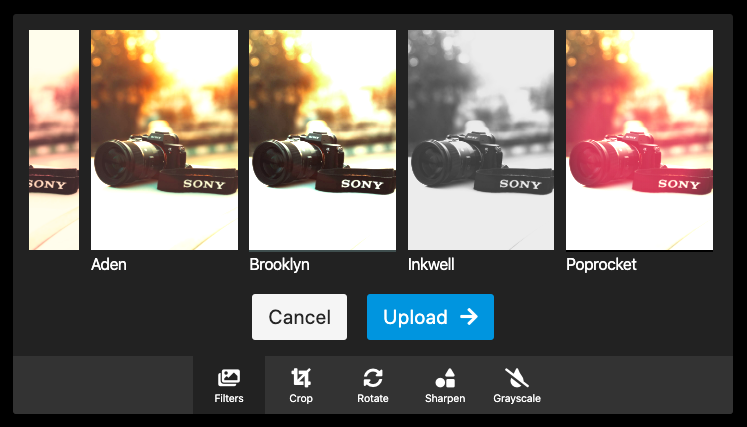 SONY
SONY
SONY
SONY
SONY
Aden
Brooklyn
Inkwell
Poprocket
Cancel
Upload
Filters
Crop
Rotate
Sharpen
Grayscale